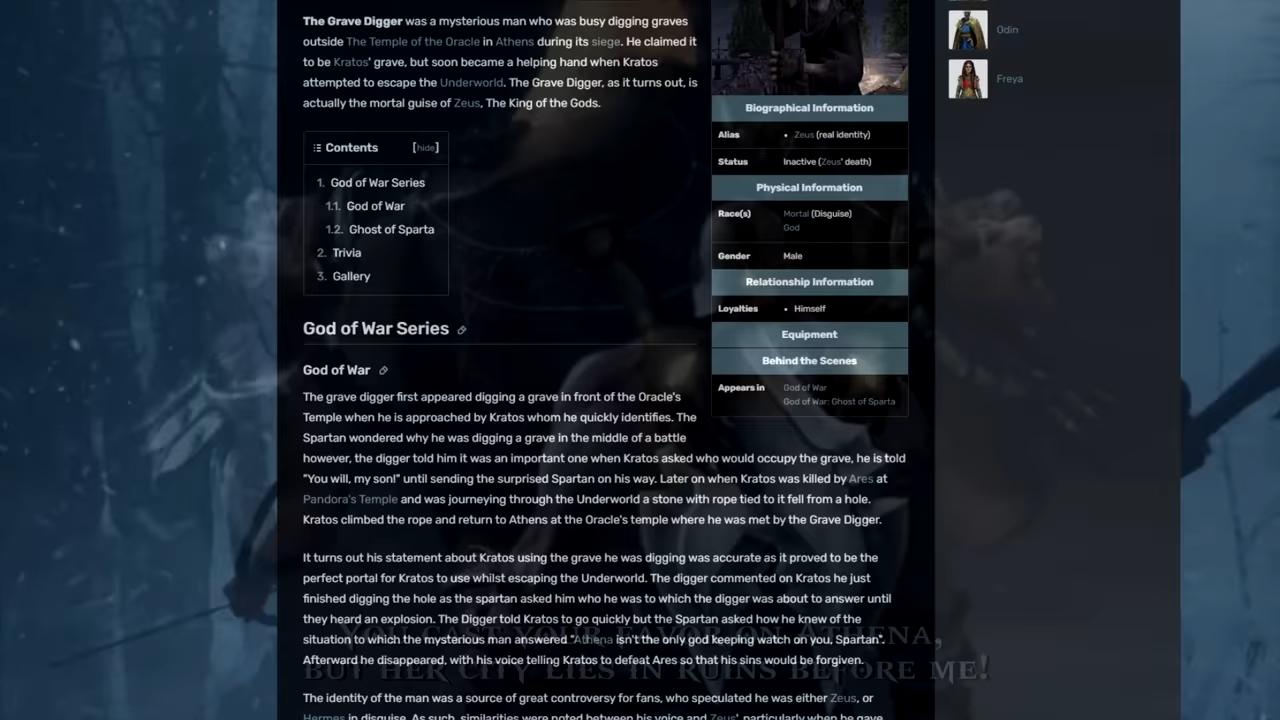 The Grave Digger was a mysterious man who was busy digging graves
outside The Temple of the Oracle in Athens during its siege. He claimed it
to be Kratos' grave, but soon became a helping hand when Kratos
attempted to escape the Underworld. The Grave Digger, as it turns out, is
actually the mortal guise of Zeus, The King of the Gods.
Contents [hide]
1. God of War Series
1.1. God of War
1.2. Ghost of Sparta
2. Trivia
3. Gallery
God of War Series
God of War
The grave digger first appeared digging a grave in front of the Oracle's
Temple when he is approached by Kratos whom he quickly identifies. The
Spartan wondered why he was digging a grave in the middle of a battle
however, the digger told him it was an important one when Kratos asked who would occupy the grave, he is told
"You will, my son!" until sending the surprised Spartan on his way. Later on when Kratos was killed by Ares at
Pandora's Temple and was journeying through the Underworld a stone with rope tied to it fell from a hole.
Kratos climbed the rope and return to Athens at the Oracle's temple where he was met by the Grave Digger.
It turns out his statement about Kratos using the grave he was digging was accurate as it proved to be the
perfect portal for Kratos to use whilst escaping the Underworld. The digger commented on Kratos he just
finished digging the hole as the spartan asked him who he was to which the digger was about to answer until
they heard an explosion. The Digger told Kratos to go quickly but the Spartan asked how he knew of the
situation to which the mysterious man answered "Athena isn't the only god keeping watch on you, Spartan".
Afterward he disappeared, with his voice telling Kratos to defeat Ares so that his sins would be forgiven.
The identity of the man was a source of great controversy for fans, who speculated he was either Zeus, or
Hermes in disguise. As such, similarities were noted between his voice and Zeus', particularly when he gave
Biographical Information
Alias • Zeus (real identity)
Status Inactive (Zeus' death)
Physical Information
Race(s) Mortal (Disguise)
God
Gender Male
Relationship Information
Loyalties • Himself
Equipment
Behind the Scenes
Appears in God of War
God of War: Ghost of Sparta
Odin
Freya
You cast your favor on Athena,
but her city lies in ruins before me!